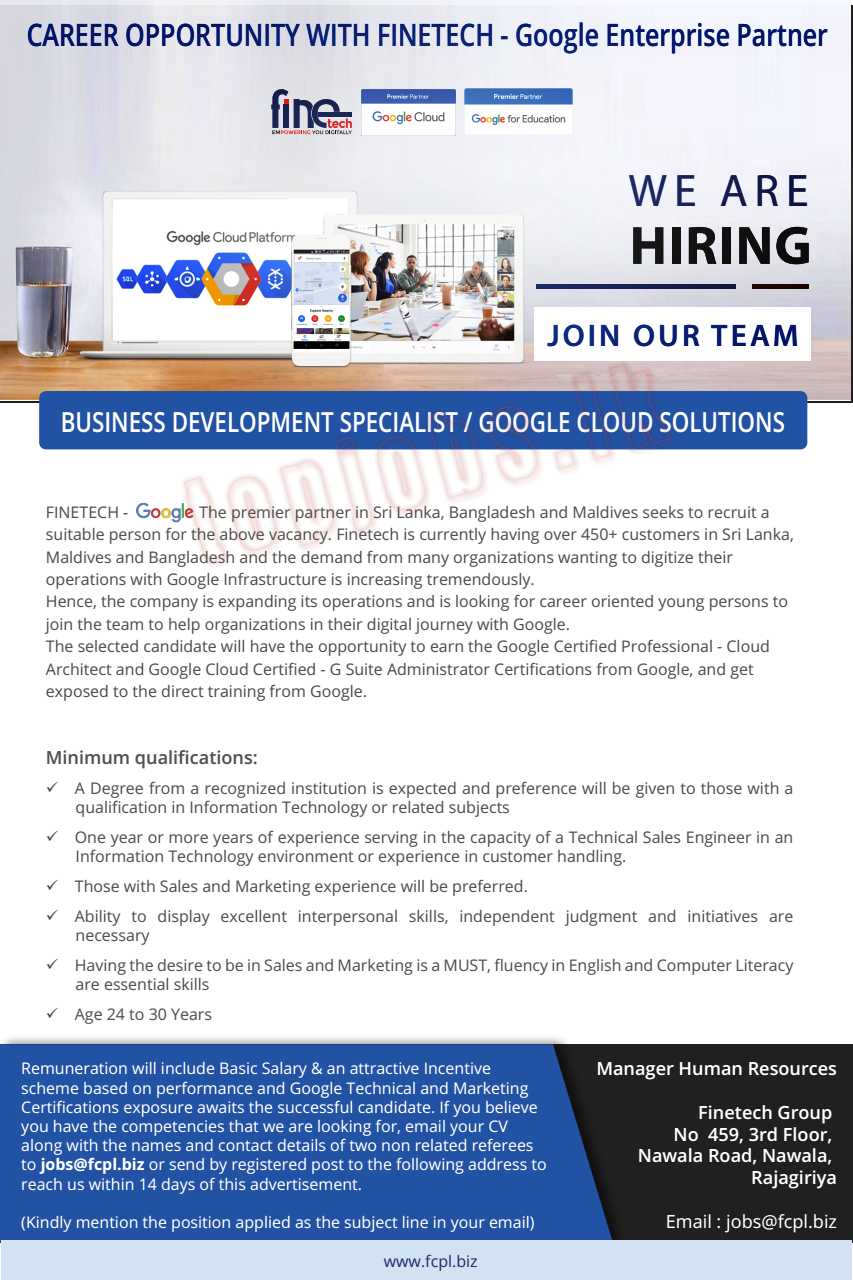 CAREER OPPORTUNITY WITH FINETECH - Google Enterprise Partner
fine
tech
EMPOWERING YOU DIGITALLY
Premier Partner
Google Cloud
Premier Partner
Google for Education
WE ARE
HIRING
JOIN OUR TEAM
Google Cloud Platform
SQL
Explore Nearby
BUSINESS DEVELOPMENT SPECIALIST / GOOGLE CLOUD SOLUTIONS
topjobs.lk
FINETECH - Google The premier partner in Sri Lanka, Bangladesh and Maldives seeks to recruit a
suitable person for the above vacancy. Finetech is currently having over 450+ customers in Sri Lanka,
Maldives and Bangladesh and the demand from many organizations wanting to digitize their
operations with Google Infrastructure is increasing tremendously.
Hence, the company is expanding its operations and is looking for career oriented young persons to
join the team to help organizations in their digital journey with Google.
The selected candidate will have the opportunity to earn the Google Certified Professional - Cloud
Architect and Google Cloud Certified - G Suite Administrator Certifications from Google, and get
exposed to the direct training from Google.
Minimum qualifications:
✓ A Degree from a recognized institution is expected and preference will be given to those with a
qualification in Information Technology or related subjects
✓ One year or more years of experience serving in the capacity of a Technical Sales Engineer in an
Information Technology environment or experience in customer handling.
✓ Those with Sales and Marketing experience will be preferred.
✓ Ability to display excellent interpersonal skills, independent judgment and initiatives are
necessary
✓ Having the desire to be in Sales and Marketing is a MUST, fluency in English and Computer Literacy
are essential skills
✓ Age 24 to 30 Years
Remuneration will include Basic Salary & an attractive Incentive
scheme based on performance and Google Technical and Marketing
Certifications exposure awaits the successful candidate. If you believe
you have the competencies that we are looking for, email your CV
along with the names and contact details of two non related referees
to jobs@fcpl.biz or send by registered post to the following address to
reach us within 14 days of this advertisement.
(Kindly mention the position applied as the subject line in your email)
Manager Human Resources
Finetech Group
No 459, 3rd Floor,
Nawala Road, Nawala,
Rajagiriya
Email : jobs@fcpl.biz
www.fcpl.biz